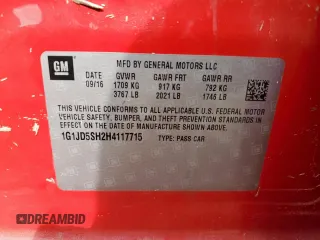 GM
MFD BY GENERAL MOTORS LLC
DATE GVWR GAWR FRT GAWR RR
09/16 1709 KG 917 KG 792 KG
3767 LB 2021 LB 1746 LB
THIS VEHICLE CONFORMS TO ALL APPLICABLE U.S. FEDERAL MOTOR
VEHICLE SAFETY, BUMPER, AND THEFT PREVENTION STANDARDS IN
EFFECT ON THE DATE OF MANUFACTURE SHOWN ABOVE.
1G1JD5SH2H4117715 TYPE: PASS CAR
DREAMBID